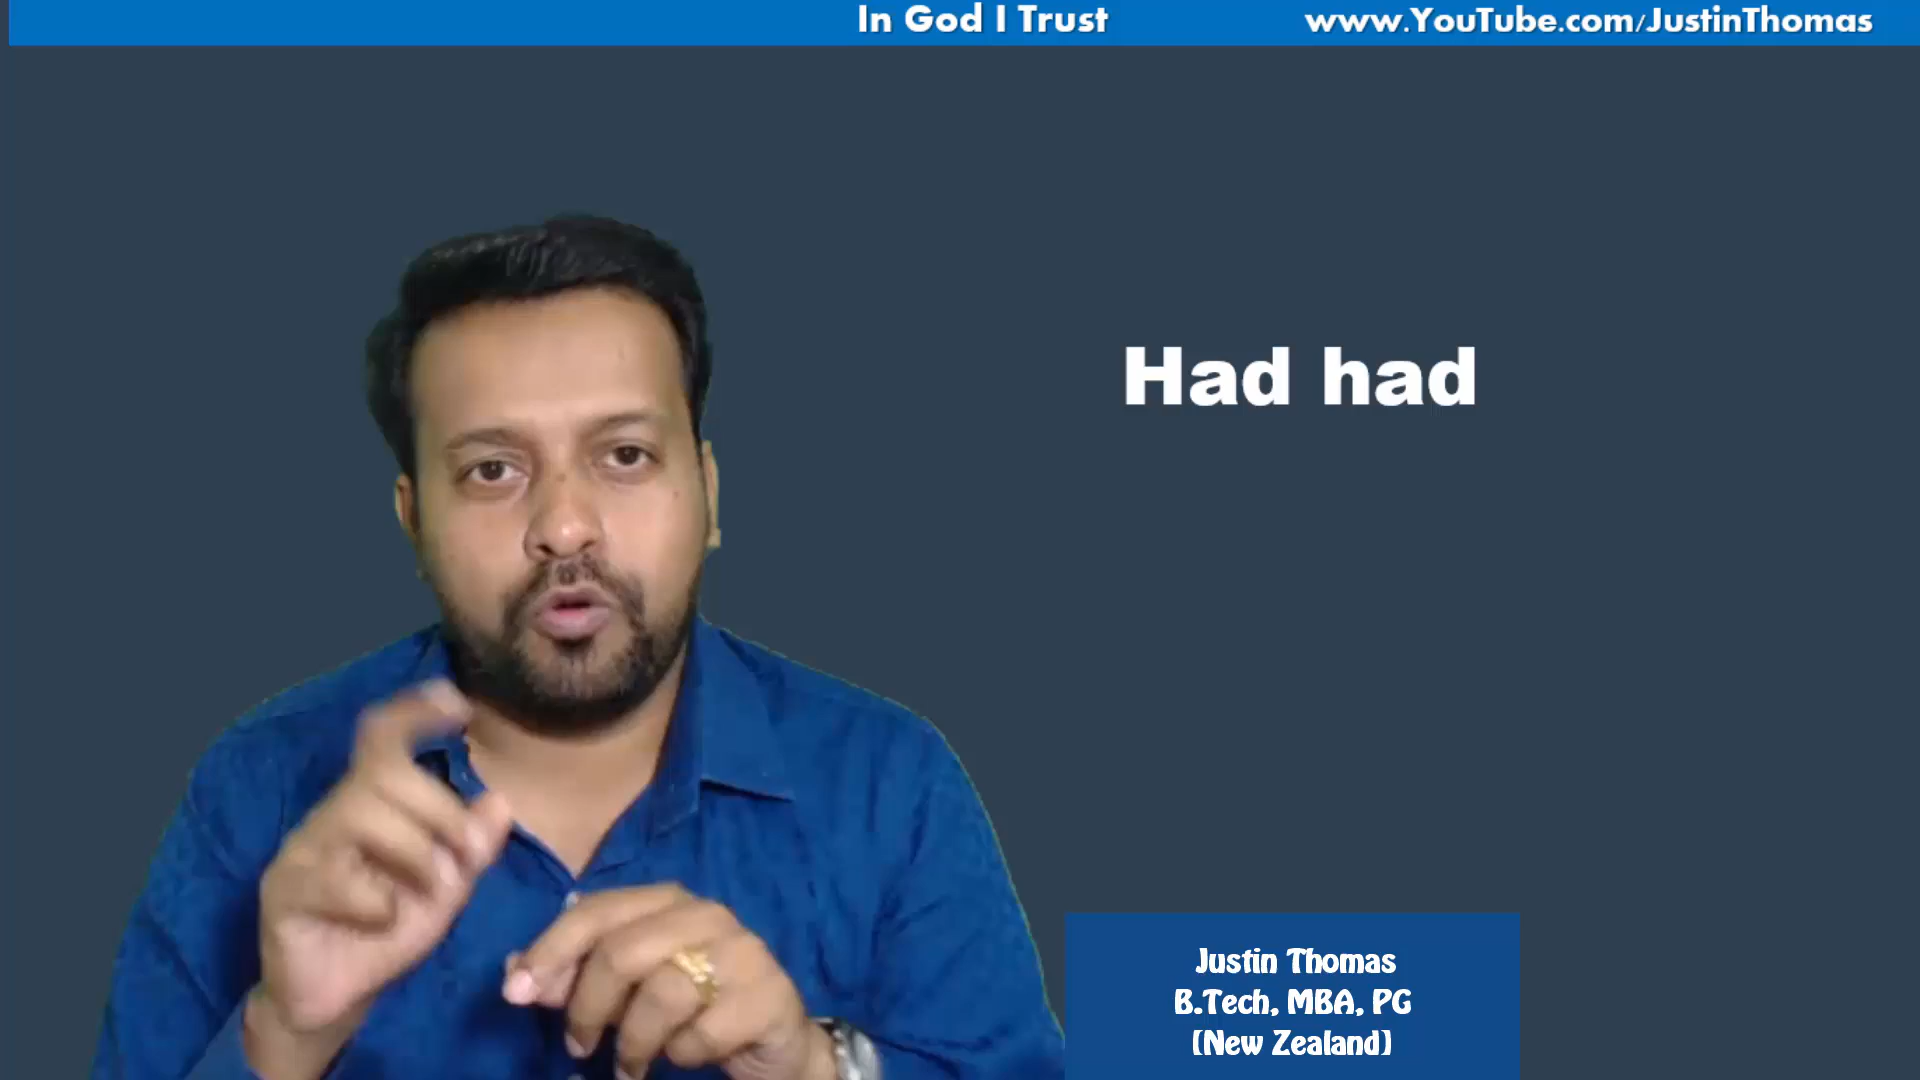 In God I Trust
www.YouTube.com/JustinThomas
Had had
Justin Thomas
B.Tech, MBA, PG
(New Zealand)